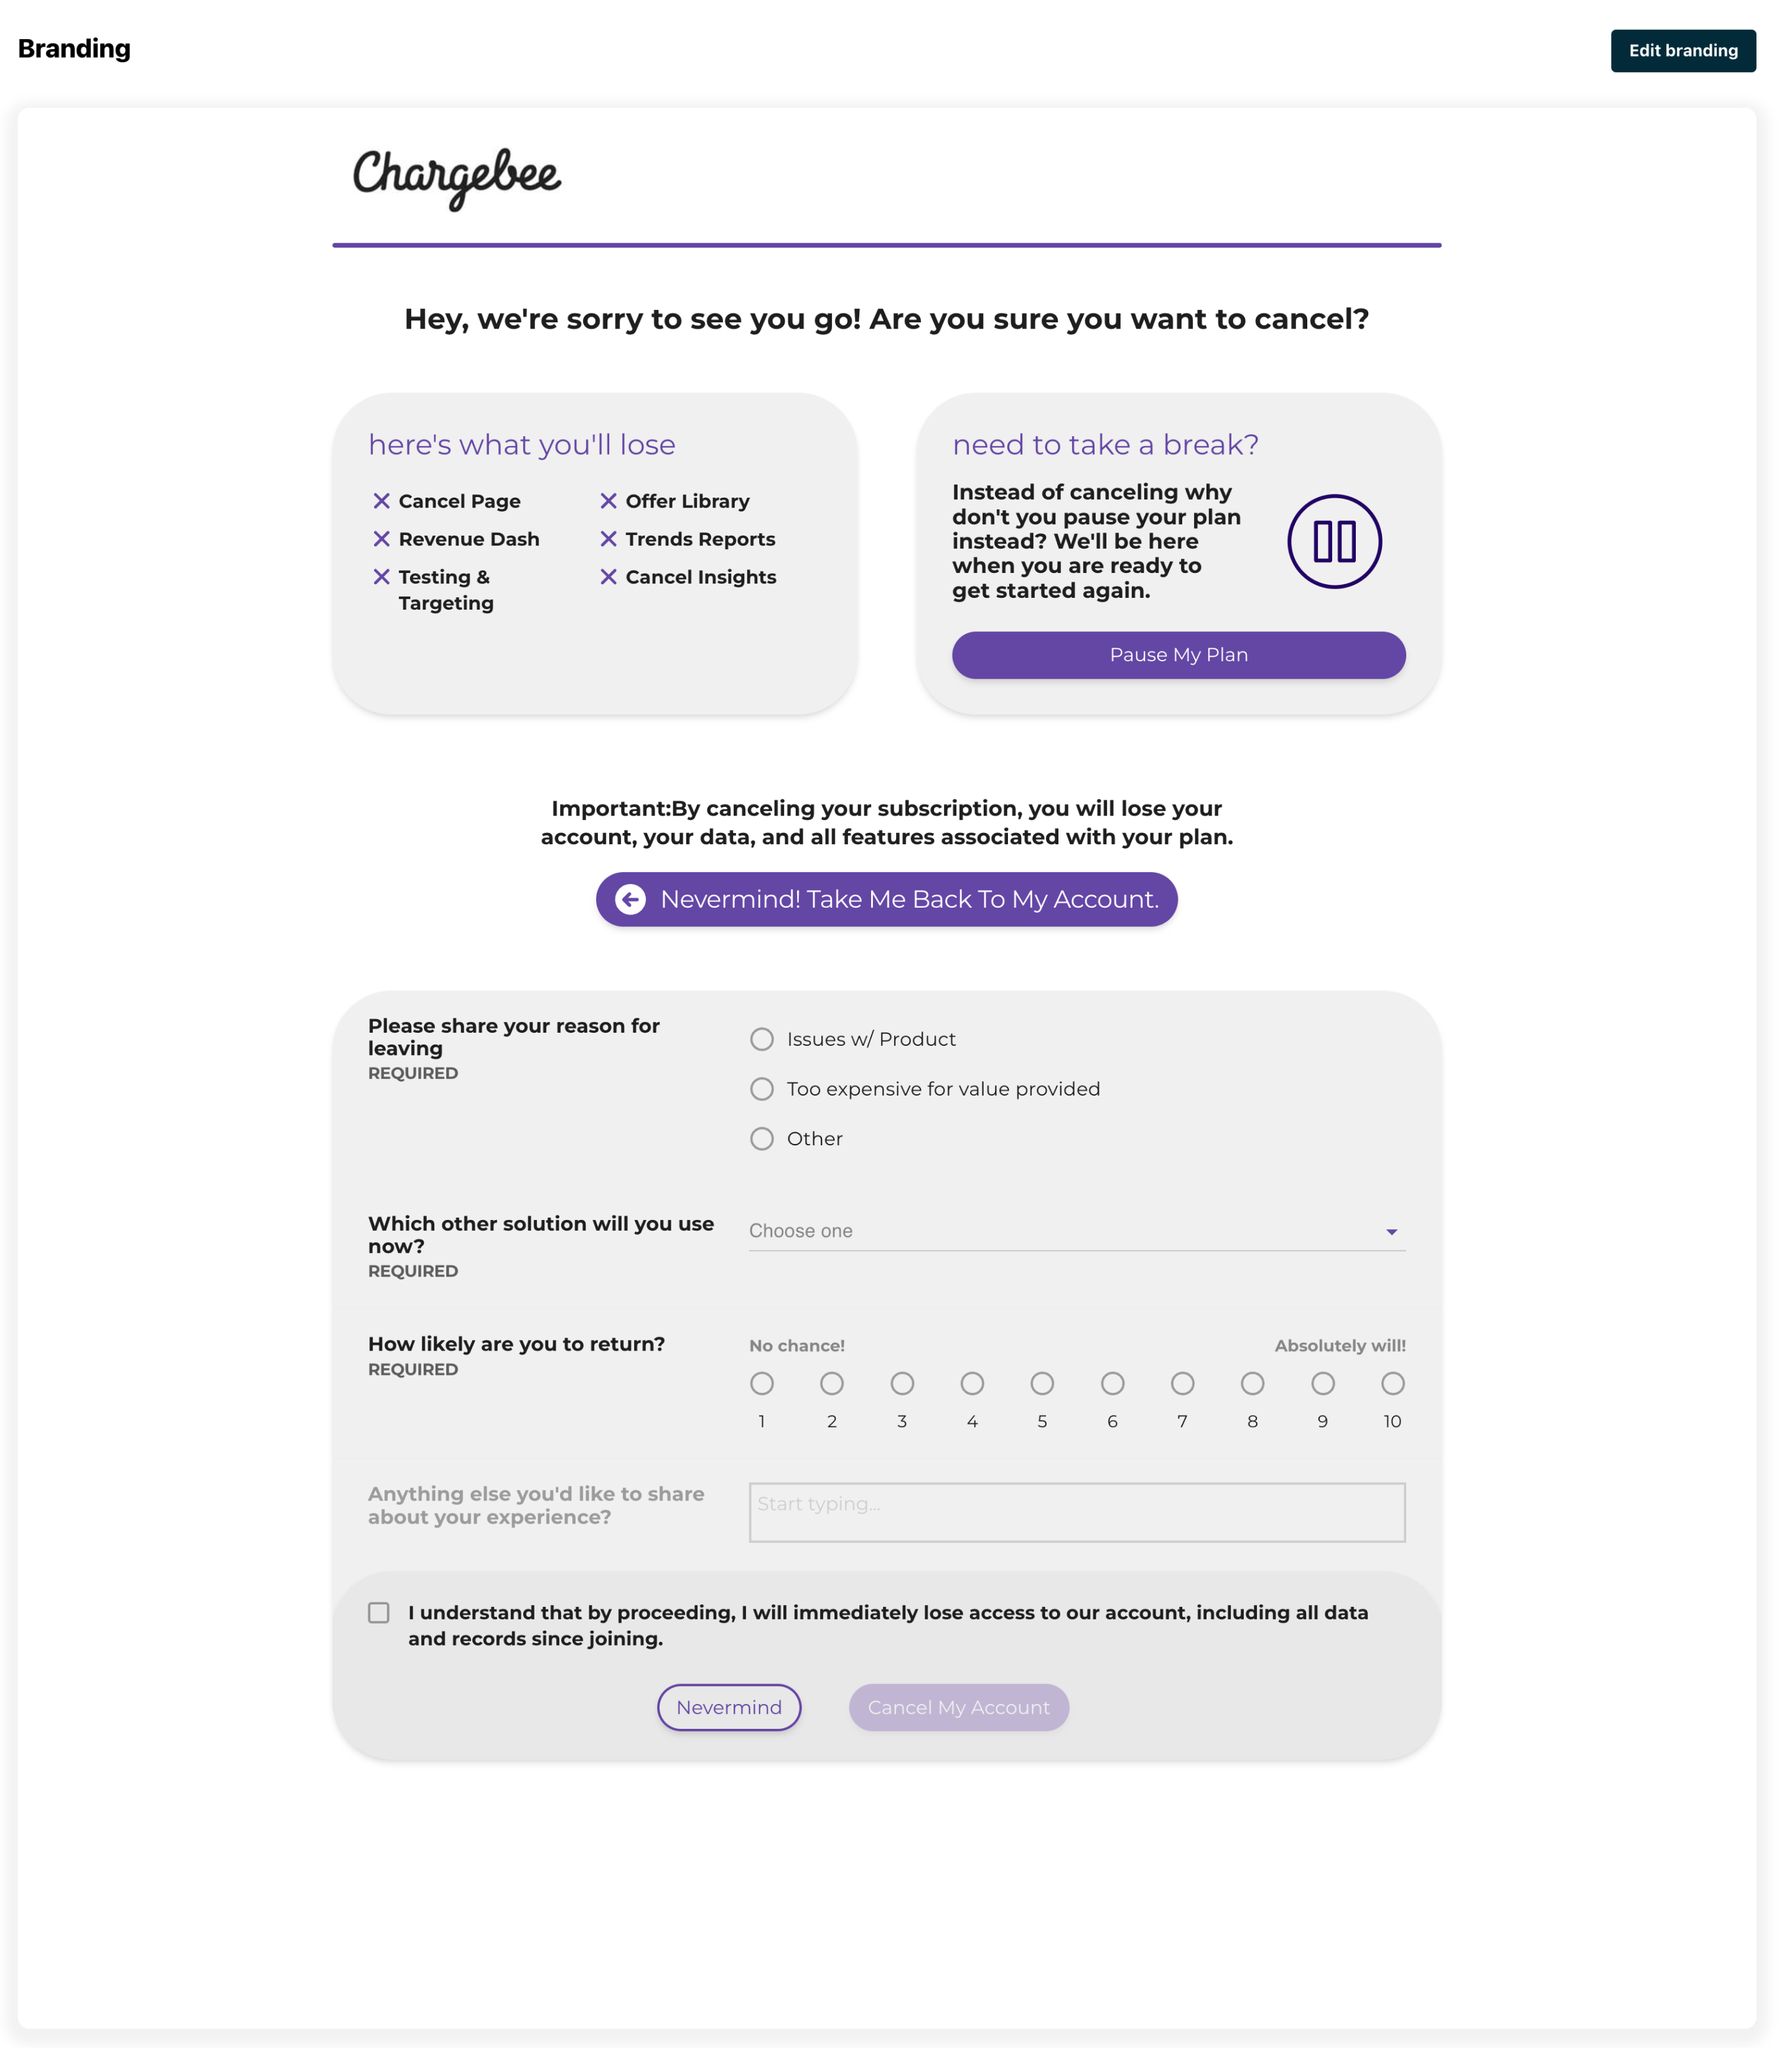 Branding
Edit branding
Chargebee
Hey, we're sorry to see you go! Are you sure you want to cancel?
here's what you'll lose
Cancel Page
Offer Library
Revenue Dash
Trends Reports
Testing &
Targeting
Cancel Insights
need to take a break?
Instead of canceling why
don't you pause your plan
instead? We'll be here
when you are ready to
get started again.
Pause My Plan
Important:By canceling your subscription, you will lose your
account, your data, and all features associated with your plan.
Nevermind! Take Me Back To My Account.
Please share your reason for
leaving
REQUIRED
Issues w/ Product
Too expensive for value provided
Other
Which other solution will you use
now?
REQUIRED
Choose one
How likely are you to return?
REQUIRED
No chance! Absolutely will!
1 2 3 4 5 6 7 8 9 10
Anything else you'd like to share
about your experience?
Start typing...
I understand that by proceeding, I will immediately lose access to our account, including all data
and records since joining.
Nevermind
Cancel My Account